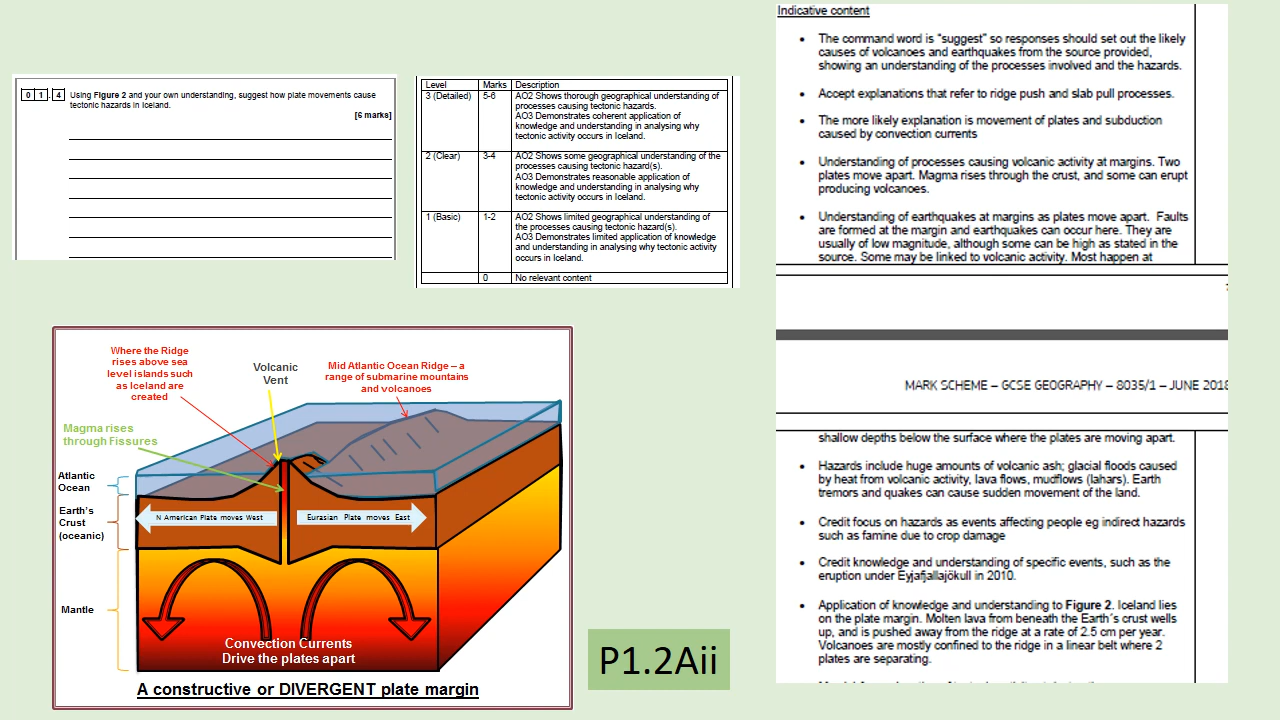 0 1 . 4 Using Figure 2 and your own understanding, suggest how plate movements cause
tectonic hazards in Iceland.
[6 marks]
Level Marks Description
3 (Detailed) 5-6 AO2 Shows thorough geographical understanding of
processes causing tectonic hazards.
AO3 Demonstrates coherent application of
knowledge and understanding in analysing why
tectonic activity occurs in Iceland.
2 (Clear) 3-4 AO2 Shows some geographical understanding of the
processes causing tectonic hazard(s).
AO3 Demonstrates reasonable application of
knowledge and understanding in analysing why
tectonic activity occurs in Iceland.
1 (Basic) 1-2 AO2 Shows limited geographical understanding of
the processes causing tectonic hazard(s).
AO3 Demonstrates limited application of knowledge
and understanding in analysing why tectonic activity
occurs in Iceland.
0 No relevant content
Where the Ridge
rises above sea
level islands such
as Iceland are
created
Volcanic
Vent
Mid Atlantic Ocean Ridge – a
range of submarine mountains
and volcanoes
Magma rises
through Fissures
Atlantic
Ocean
Earth's
Crust
(oceanic)
N American Plate moves West
Eurasian Plate moves East
Mantle
Convection Currents
Drive the plates apart
A constructive or DIVERGENT plate margin
P1.2Aii
Indicative content
• The command word is "suggest" so responses should set out the likely
causes of volcanoes and earthquakes from the source provided,
showing an understanding of the processes involved and the hazards.
• Accept explanations that refer to ridge push and slab pull processes.
• The more likely explanation is movement of plates and subduction
caused by convection currents
• Understanding of processes causing volcanic activity at margins. Two
plates move apart. Magma rises through the crust, and some can erupt
producing volcanoes.
• Understanding of earthquakes at margins as plates move apart. Faults
are formed at the margin and earthquakes can occur here. They are
usually of low magnitude, although some can be high as stated in the
source. Some may be linked to volcanic activity. Most happen at
MARK SCHEME – GCSE GEOGRAPHY – 8035/1 – JUNE 2018
shallow depths below the surface where the plates are moving apart.
• Hazards include huge amounts of volcanic ash; glacial floods caused
by heat from volcanic activity, lava flows, mudflows (lahars). Earth
tremors and quakes can cause sudden movement of the land.
• Credit focus on hazards as events affecting people eg indirect hazards
such as famine due to crop damage
• Credit knowledge and understanding of specific events, such as the
eruption under Eyjafjallajökull in 2010.
• Application of knowledge and understanding to Figure 2. Iceland lies
on the plate margin. Molten lava from beneath the Earth's crust wells
up, and is pushed away from the ridge at a rate of 2.5 cm per year.
Volcanoes are mostly confined to the ridge in a linear belt where 2
plates are separating.